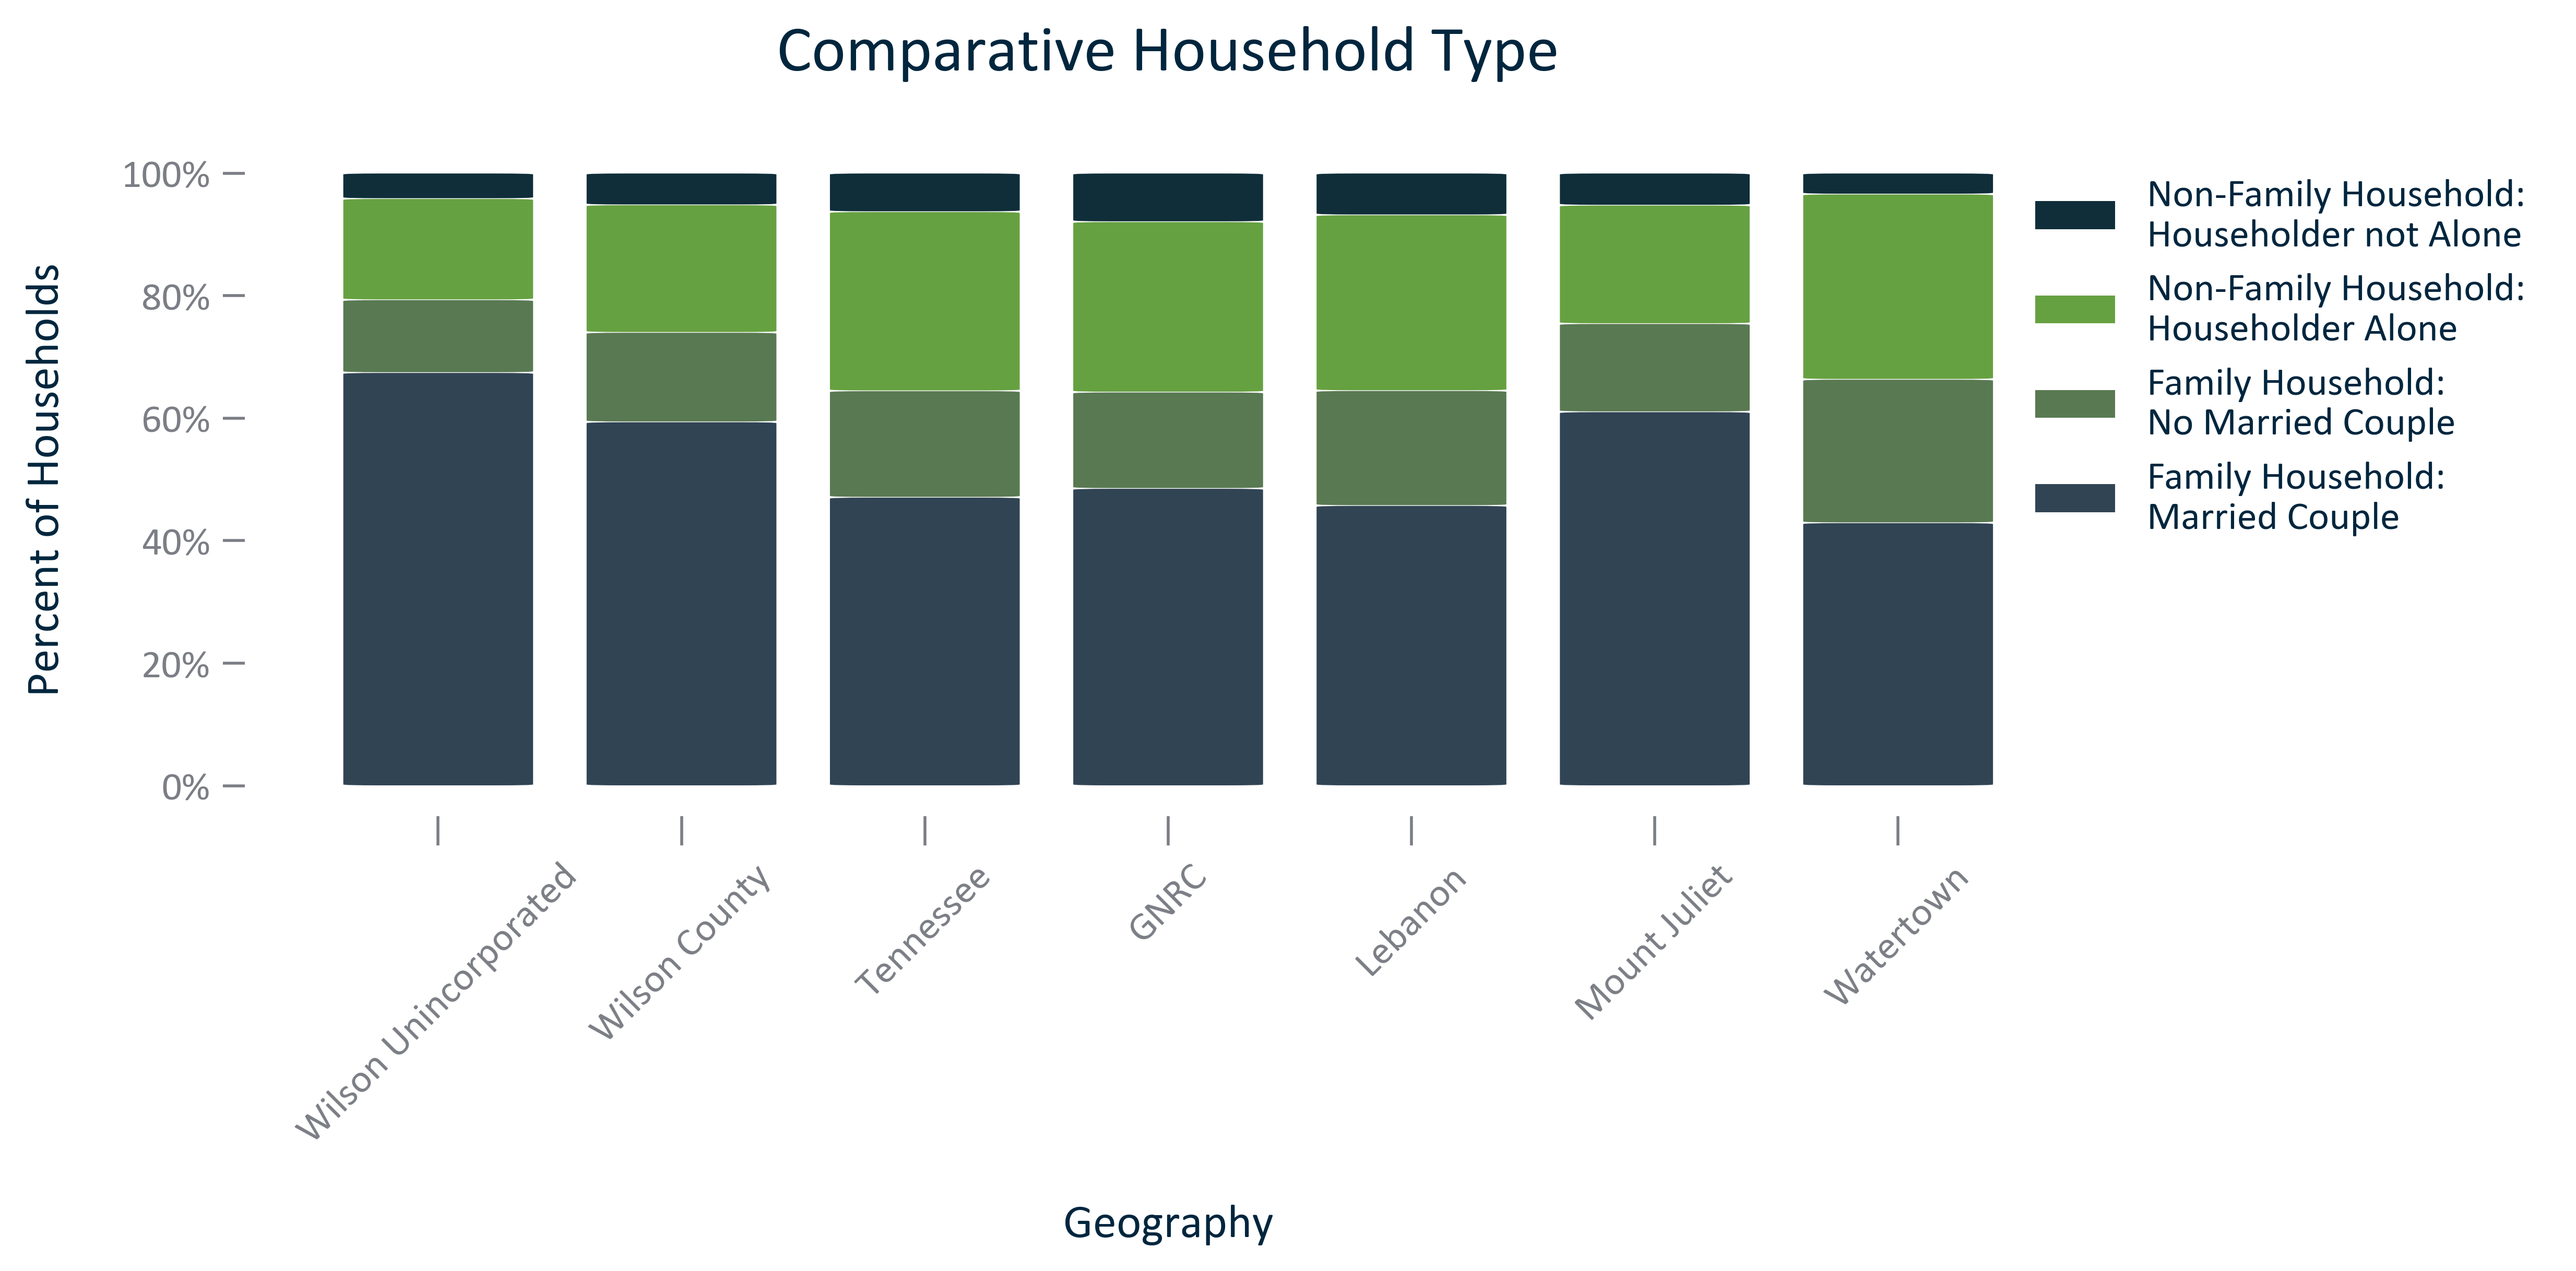 Comparative Household Type
Percent of Households
100%
80%
60%
40%
20%
0%
Wilson Unincorporated
Wilson County
Tennessee
GNRC
Lebanon
Mount Juliet
Watertown
Geography
Non-Family Household:
Householder not Alone
Non-Family Household:
Householder Alone
Family Household:
No Married Couple
Family Household:
Married Couple